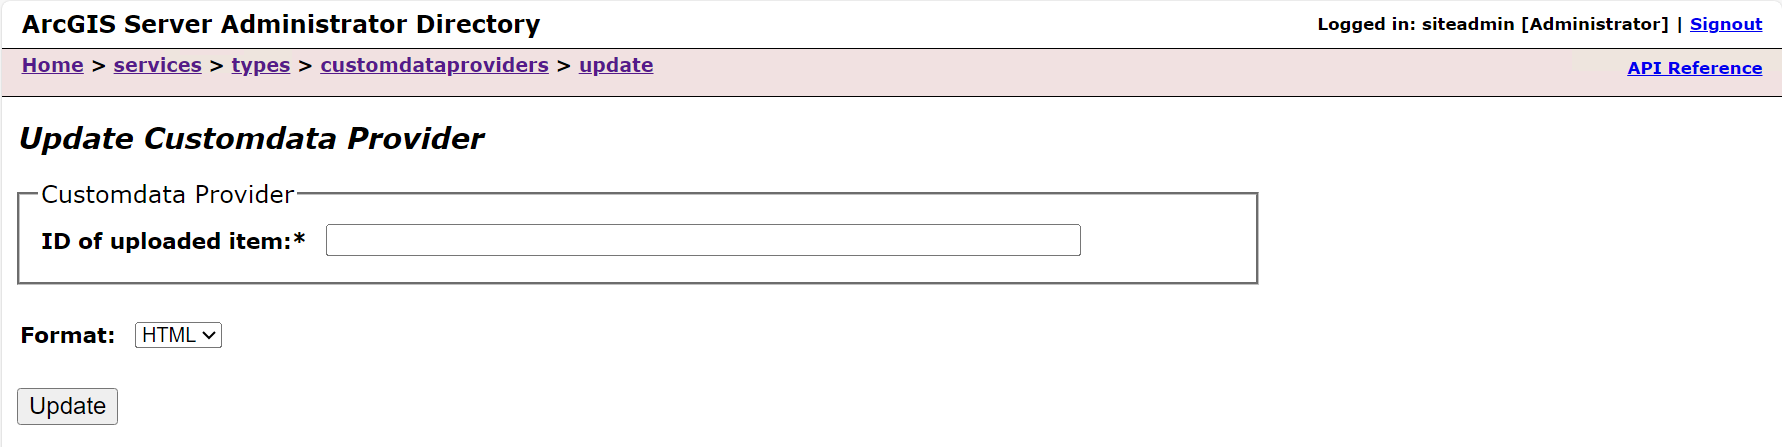 ArcGIS Server Administrator Directory
Logged in: siteadmin [Administrator] | Signout
Home > services > types > customdataproviders > update
API Reference
Update Customdata Provider
Customdata Provider
ID of uploaded item:*
Format: HTML
Update